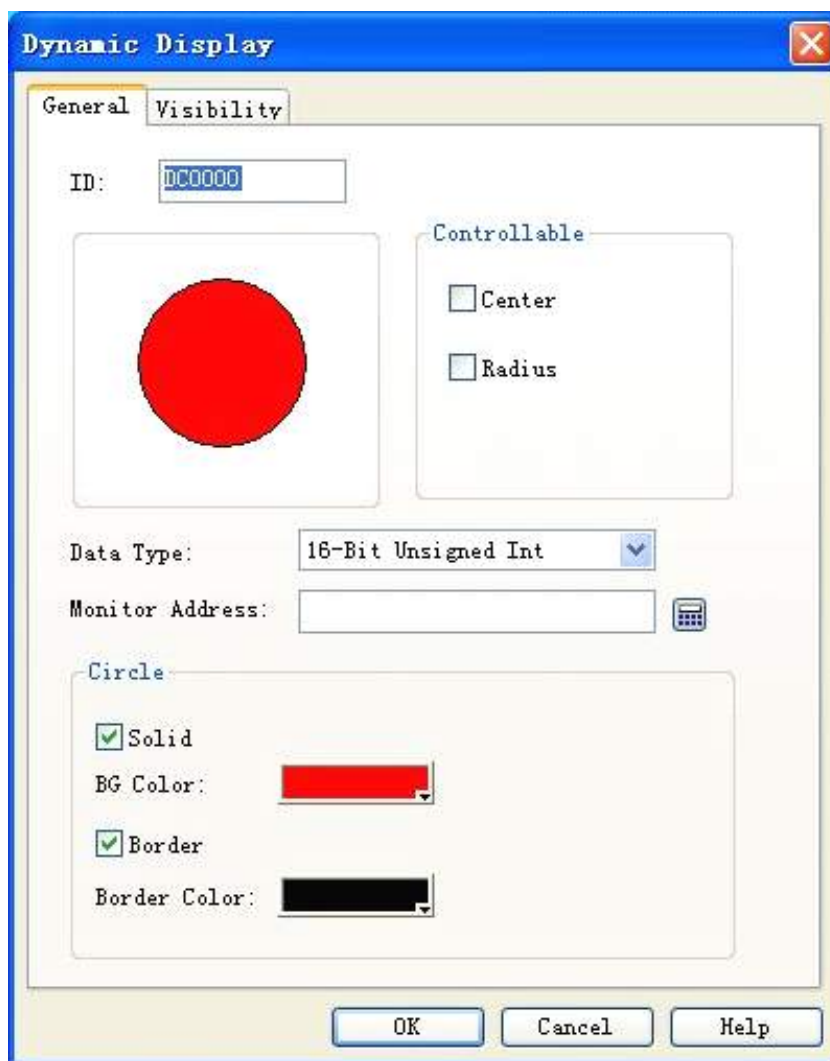 Dynamic Display
General Visibility
ID: DC0000
Controllable
Center
Radius
Data Type: 16-Bit Unsigned Int
Monitor Address:
Circle
Solid
BG Color:
Border
Border Color:
OK Cancel Help